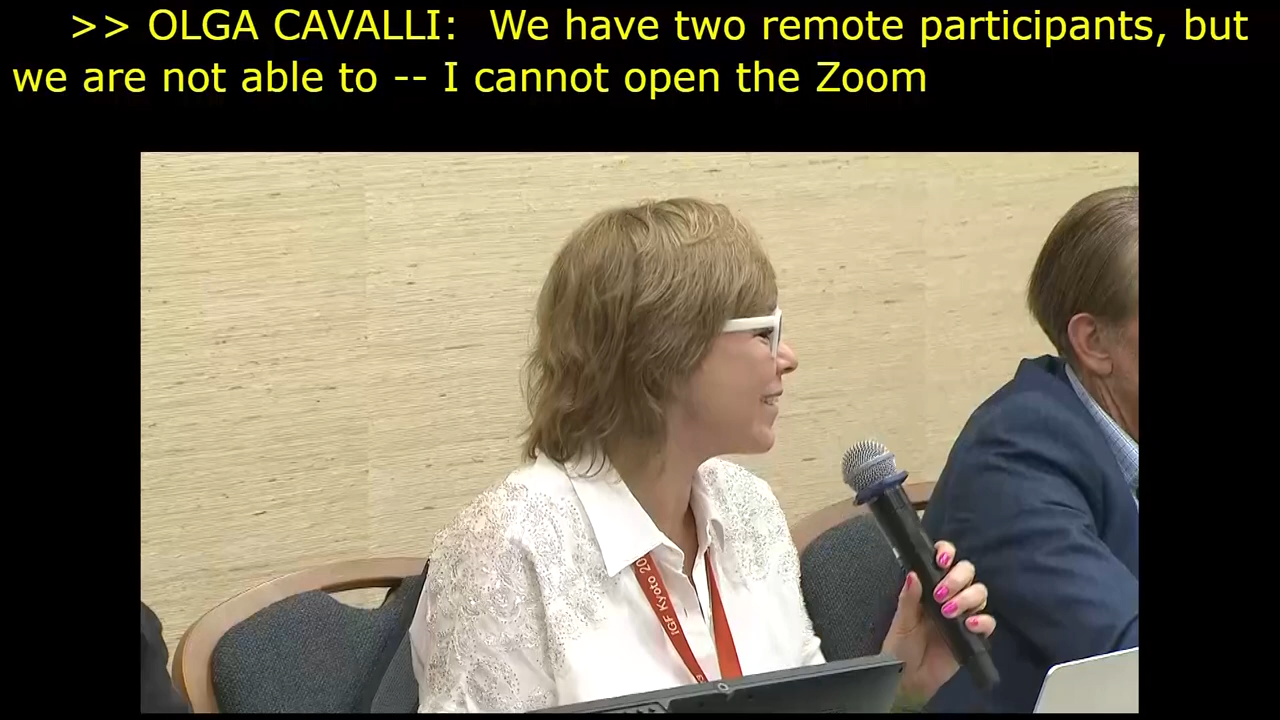 >> OLGA CAVALLI:  We have two remote participants, but
we are not able to -- I cannot open the Zoom
IGF Kyoto 20